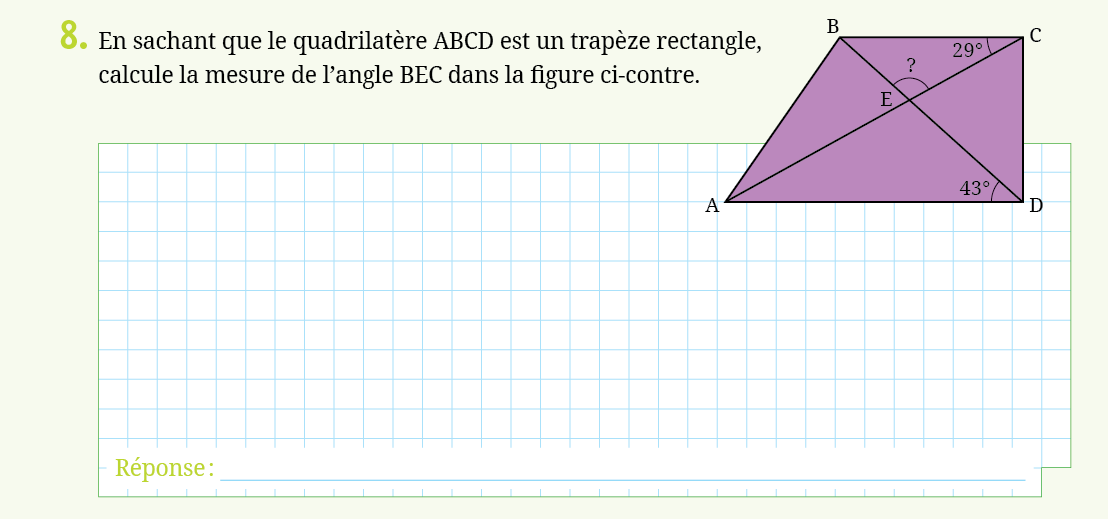 8. En sachant que le quadrilatère ABCD est un trapèze rectangle,
calcule la mesure de l’angle BEC dans la figure ci-contre.
B
C
29°
?
E
43°
A
D
Réponse :